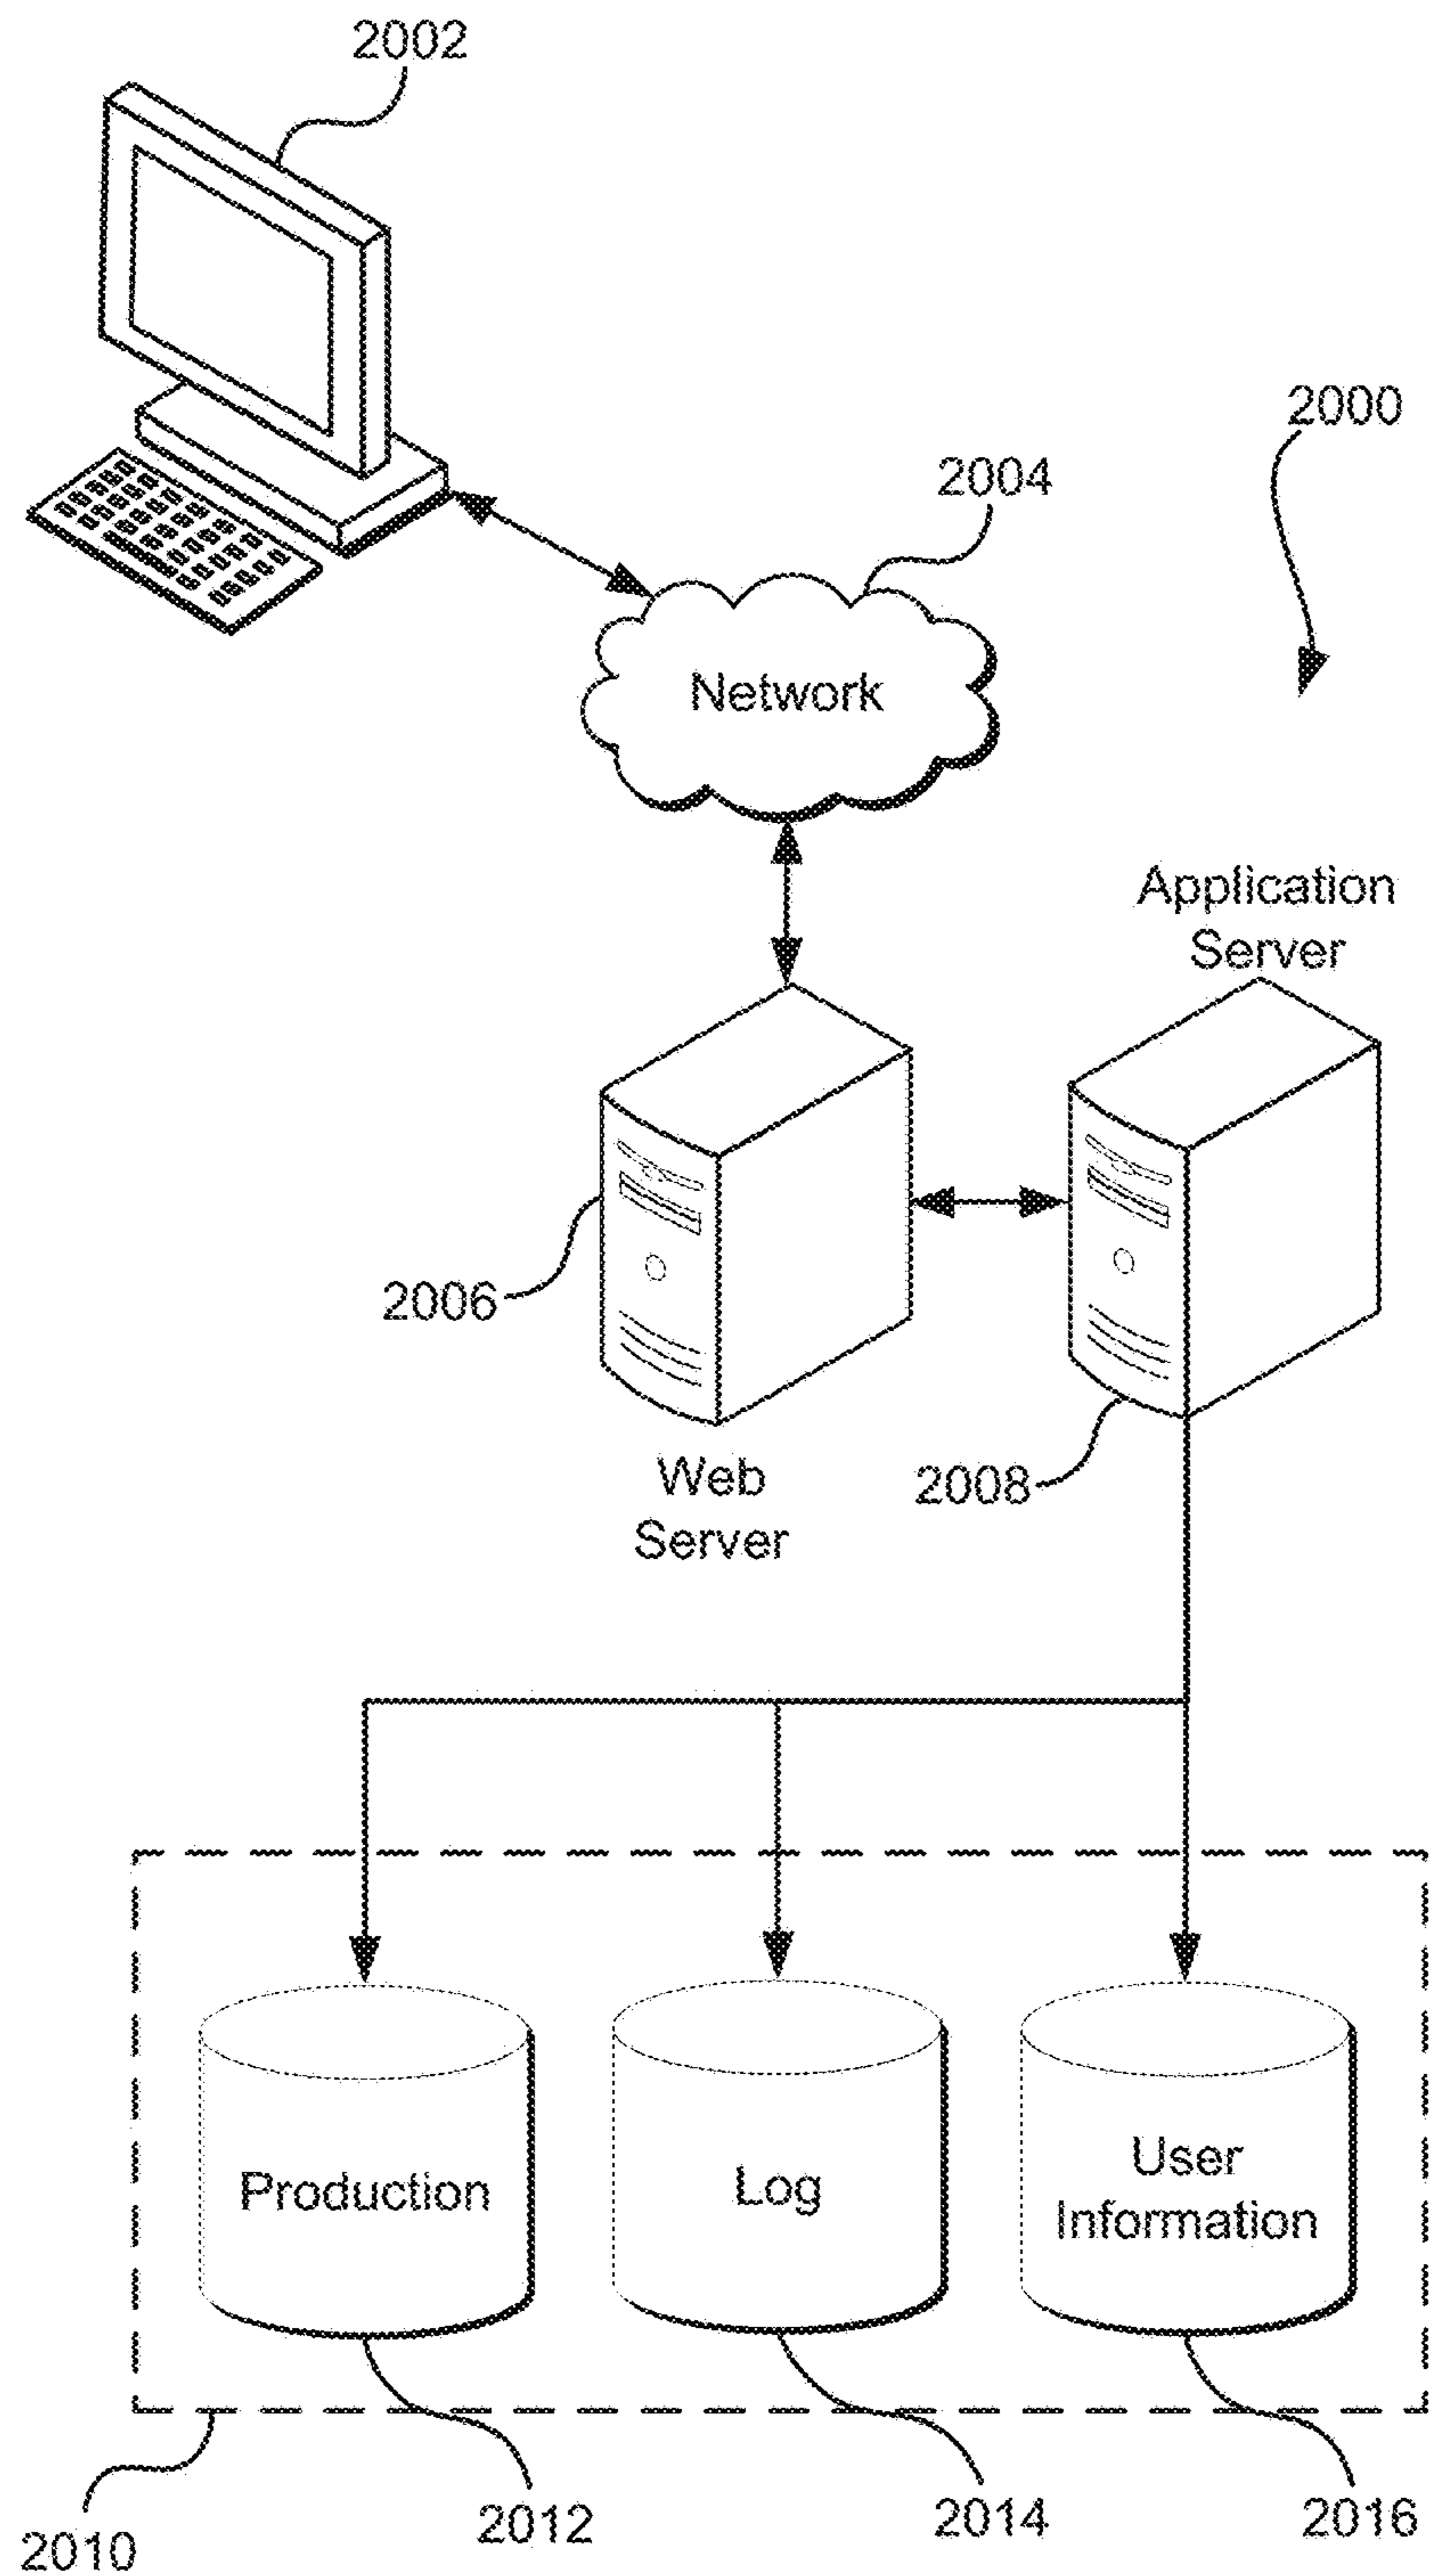 2002
2000
2004
Network
Application
Server
2006
Web
Server
2008
Production
Log
User
Information
2010
2012
2014
2016